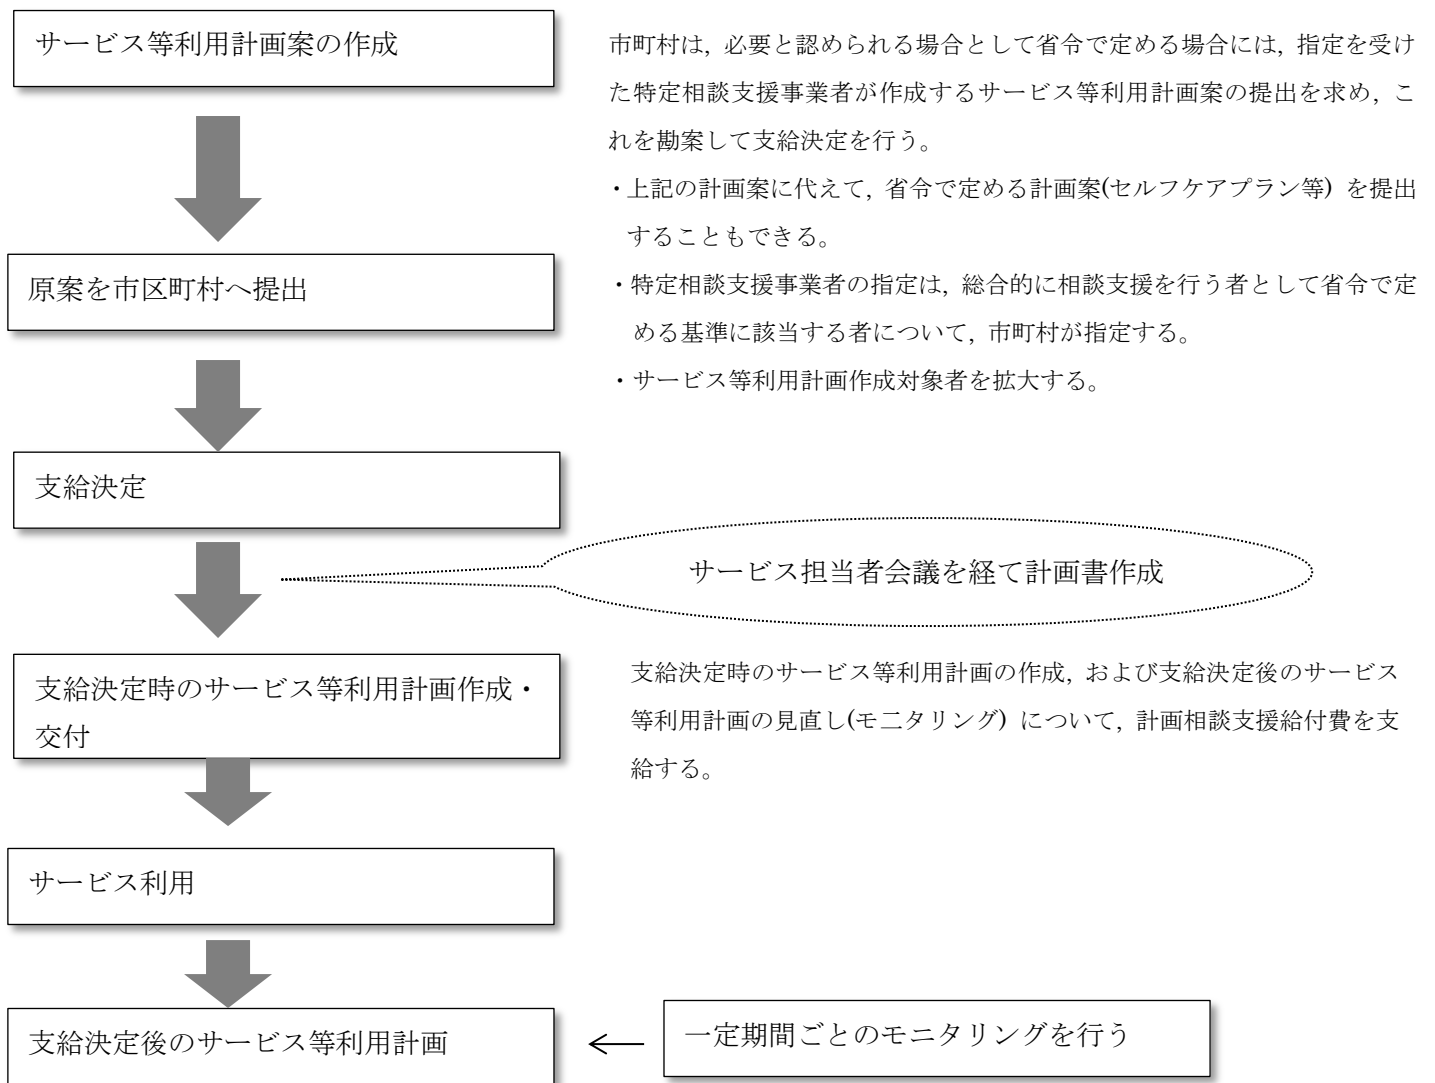 サービス等利用計画案の作成
市町村は, 必要と認められる場合として省令で定める場合には, 指定を受け
た特定相談支援事業者が作成するサービス等利用計画案の提出を求め, こ
れを勘案して支給決定を行う。
・上記の計画案に代えて, 省令で定める計画案(セルフケアプラン等) を提出
することもできる。
・特定相談支援事業者の指定は, 総合的に相談支援を行う者として省令で定
める基準に該当する者について, 市町村が指定する。
・サービス等利用計画作成対象者を拡大する。
原案を市区町村へ提出
支給決定
サービス担当者会議を経て計画書作成
支給決定時のサービス等利用計画作成・
交付
支給決定時のサービス等利用計画の作成, および支給決定後のサービス
等利用計画の見直し(モ二タリング) について, 計画相談支援給付費を支
給する。
サービス利用
支給決定後のサービス等利用計画
一定期間ごとのモニタリングを行う